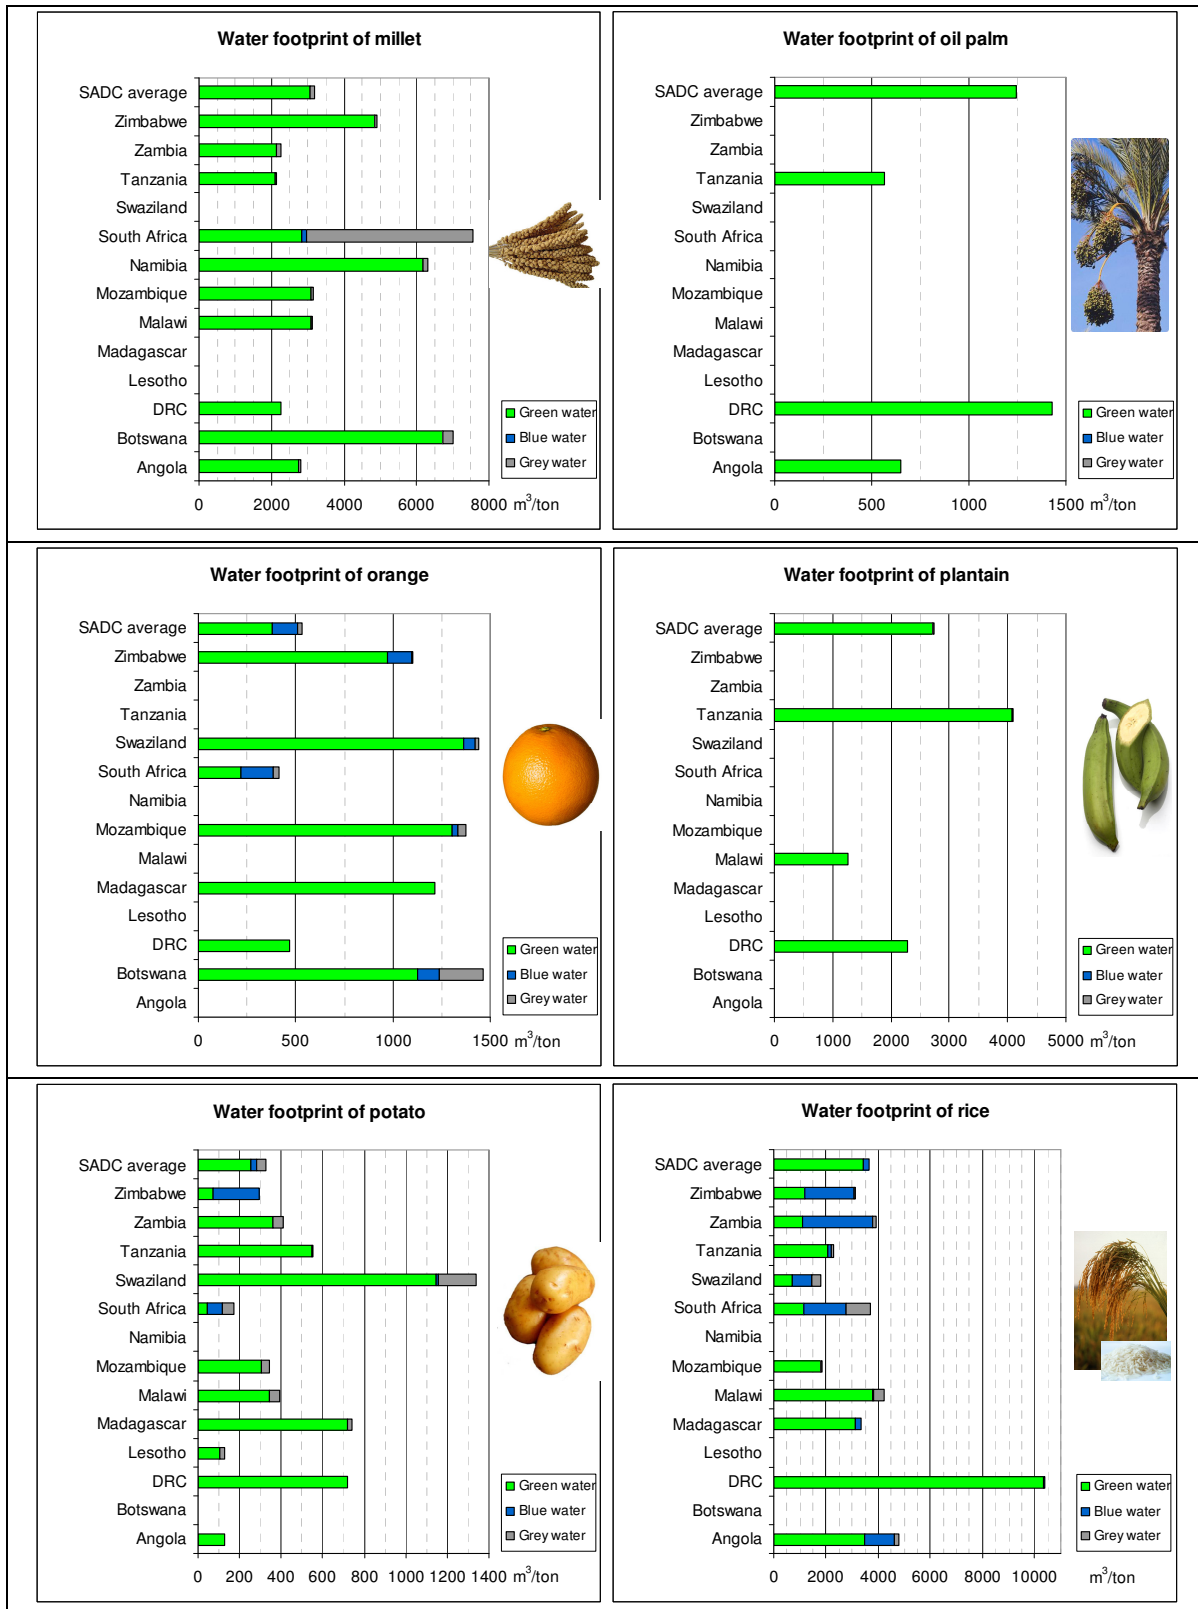 Water footprint of millet
SADC average
Zimbabwe
Zambia
Tanzania
Swaziland
South Africa
Namibia
Mozambique
Malawi
Madagascar
Lesotho
DRC
Botswana
Angola
0 2000 4000 6000 8000 m³/ton
Green water
Blue water
Grey water
Water footprint of oil palm
SADC average
Zimbabwe
Zambia
Tanzania
Swaziland
South Africa
Namibia
Mozambique
Malawi
Madagascar
Lesotho
DRC
Botswana
Angola
0 500 1000 1500 m³/ton
Green water
Blue water
Grey water
Water footprint of orange
SADC average
Zimbabwe
Zambia
Tanzania
Swaziland
South Africa
Namibia
Mozambique
Malawi
Madagascar
Lesotho
DRC
Botswana
Angola
0 500 1000 1500 m³/ton
Green water
Blue water
Grey water
Water footprint of plantain
SADC average
Zimbabwe
Zambia
Tanzania
Swaziland
South Africa
Namibia
Mozambique
Malawi
Madagascar
Lesotho
DRC
Botswana
Angola
0 1000 2000 3000 4000 5000 m³/ton
Green water
Blue water
Grey water
Water footprint of potato
SADC average
Zimbabwe
Zambia
Tanzania
Swaziland
South Africa
Namibia
Mozambique
Malawi
Madagascar
Lesotho
DRC
Botswana
Angola
0 200 400 600 800 1000 1200 1400 m³/ton
Green water
Blue water
Grey water
Water footprint of rice
SADC average
Zimbabwe
Zambia
Tanzania
Swaziland
South Africa
Namibia
Mozambique
Malawi
Madagascar
Lesotho
DRC
Botswana
Angola
0 2000 4000 6000 8000 10000 m³/ton
Green water
Blue water
Grey water